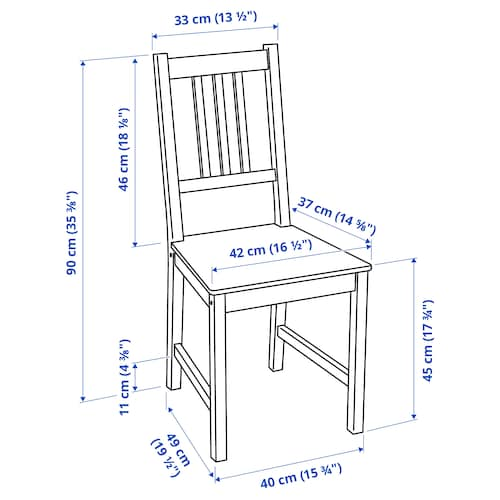 33 cm (13 ½")
46 cm (18 ⅛")
90 cm (35 ⅜")
37 cm (14 ⅝")
42 cm (16 ½")
45 cm (17 ¾")
11 cm (4 ⅜")
49 cm
(19 ½")
40 cm (15 ¾")